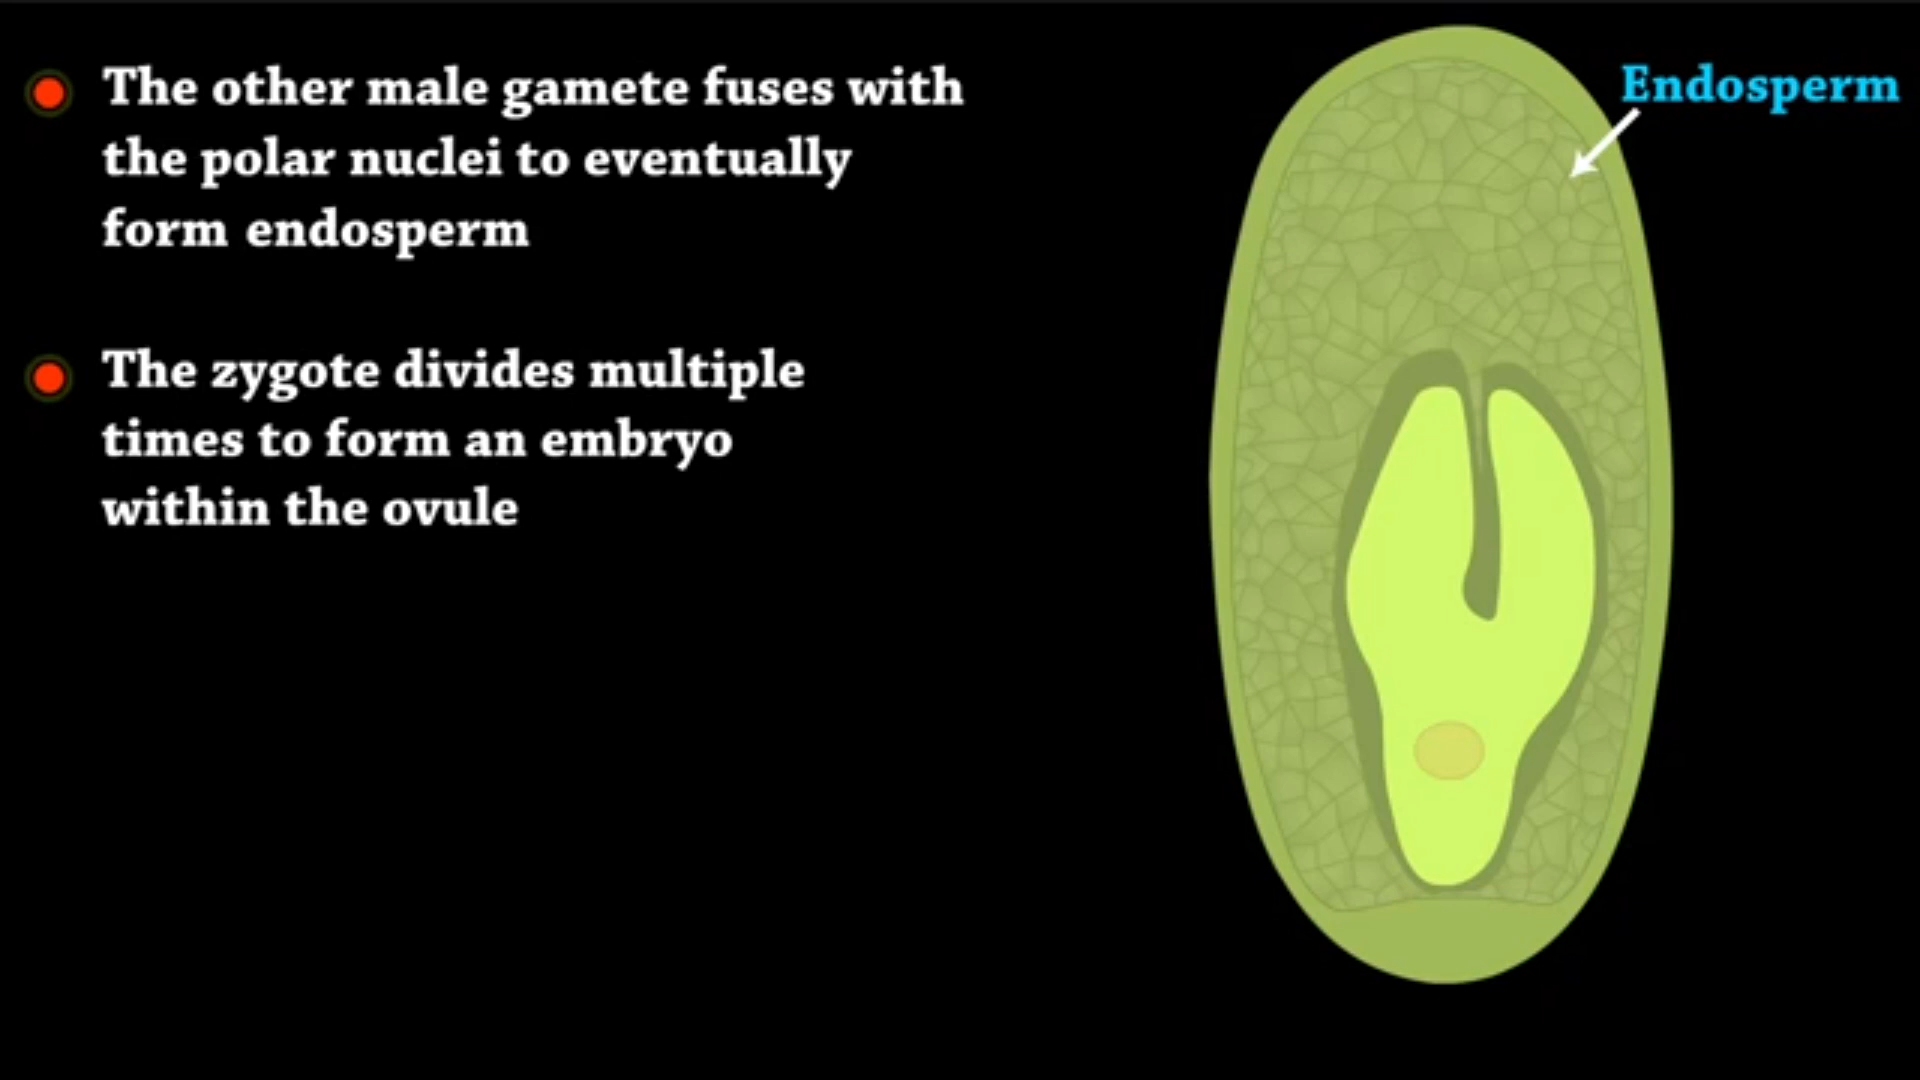 The other male gamete fuses with
the polar nuclei to eventually
form endosperm
The zygote divides multiple
times to form an embryo
within the ovule
Endosperm